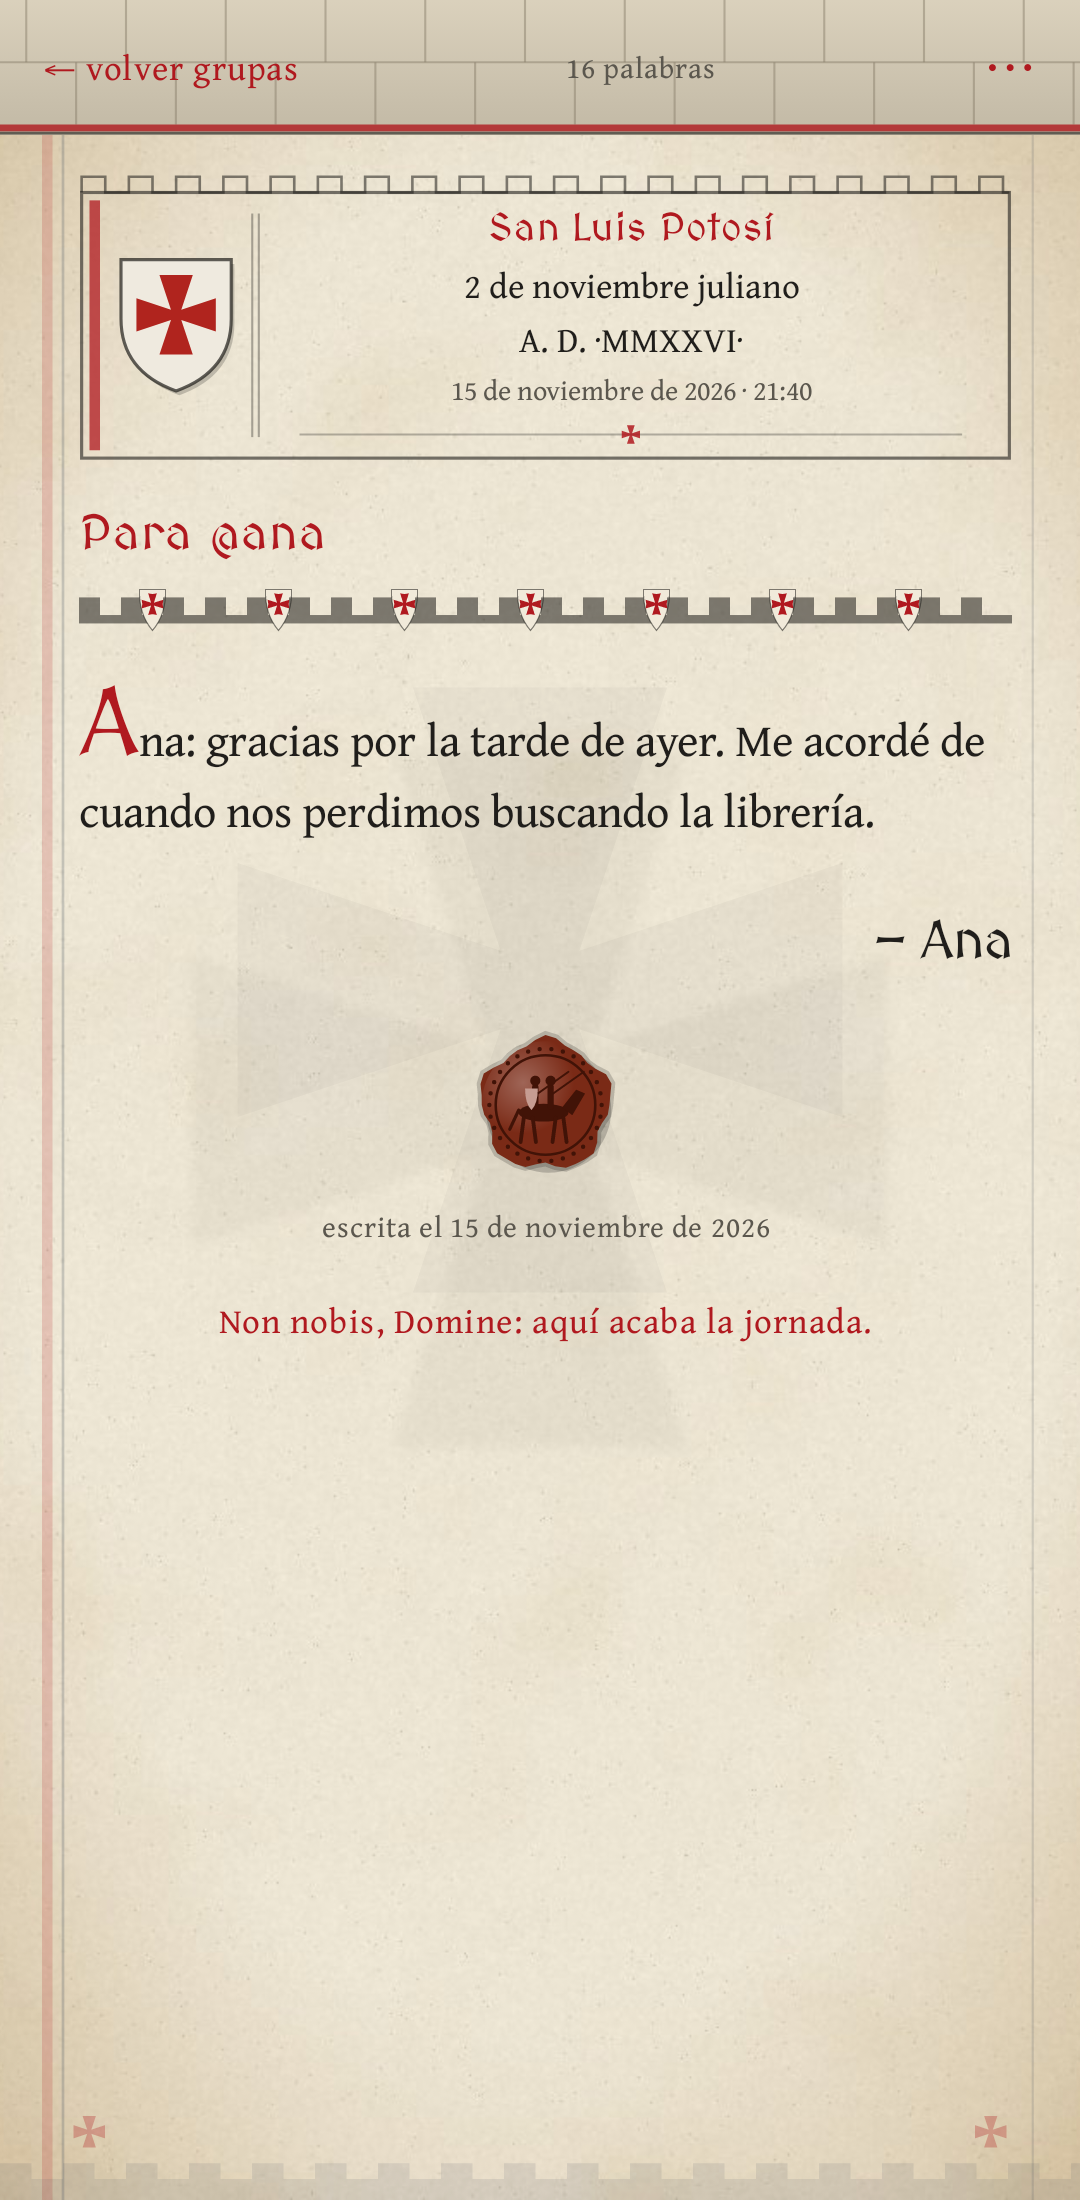 ← volver grupas
16 palabras
...
San Luis Potosí
2 de noviembre juliano
A. D. ·MMXXVI·
15 de noviembre de 2026 · 21:40
Para @ana
Ana: gracias por la tarde de ayer. Me acordé de
cuando nos perdimos buscando la librería.
– Ana
escrita el 15 de noviembre de 2026
Non nobis, Domine: aquí acaba la jornada.